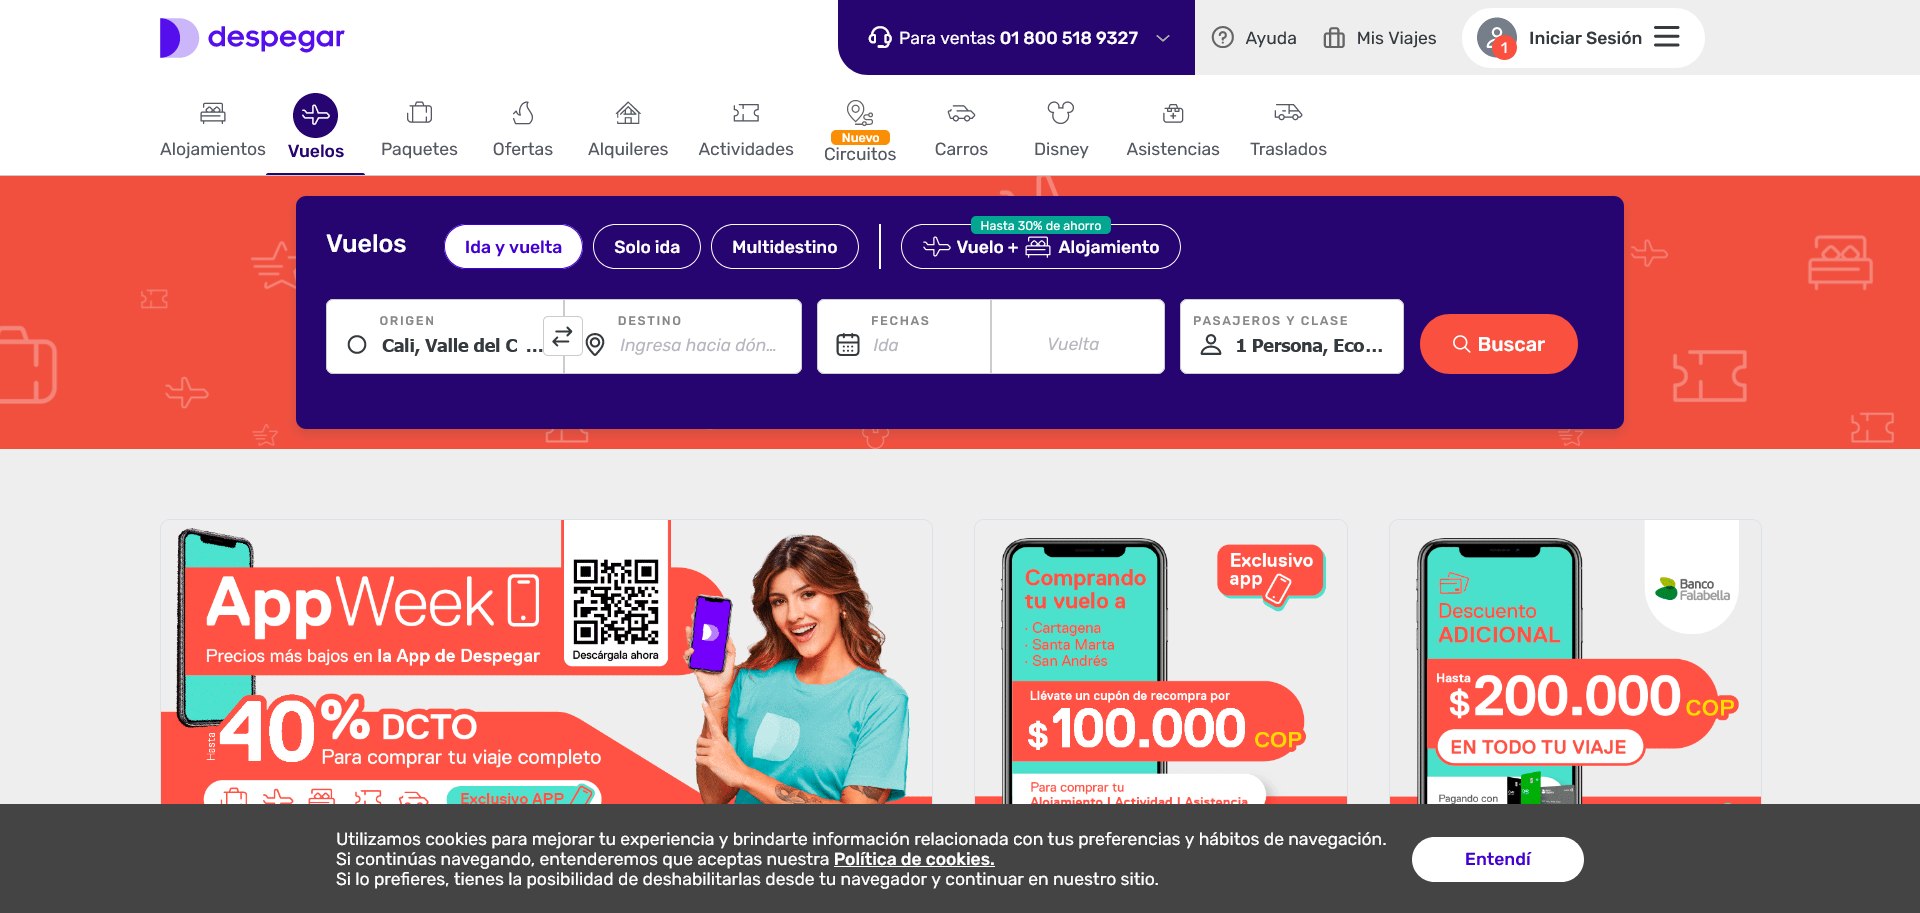 despegar
Para ventas 01 800 518 9327
Ayuda
Mis Viajes
1
Iniciar Sesión
Alojamientos
Vuelos
Paquetes
Ofertas
Alquileres
Actividades
Nuevo
Circuitos
Carros
Disney
Asistencias
Traslados
Vuelos
Ida y vuelta
Solo ida
Multidestino
Hasta 30% de ahorro
Vuelo + Alojamiento
ORIGEN
Cali, Valle del C ...
DESTINO
Ingresa hacia dón...
FECHAS
Ida
Vuelta
PASAJEROS Y CLASE
1 Persona, Eco...
Buscar
AppWeek
Precios más bajos en la App de Despegar
Descárgala ahora
Hasta
40% DCTO
Para comprar tu viaje completo
Exclusivo APP
Comprando
tu vuelo a
· Cartagena
· Santa Marta
· San Andrés
Exclusivo
app
Llévate un cupón de recompra por
$100.000 COP
Para comprar tu
Alojamiento | Actividad | Asistencia
Banco
Falabella
Descuento
ADICIONAL
Hasta
$200.000 COP
EN TODO TU VIAJE
Pagando con
Utilizamos cookies para mejorar tu experiencia y brindarte información relacionada con tus preferencias y hábitos de navegación.
Si continúas navegando, entenderemos que aceptas nuestra Política de cookies.
Si lo prefieres, tienes la posibilidad de deshabilitarlas desde tu navegador y continuar en nuestro sitio.
Entendí